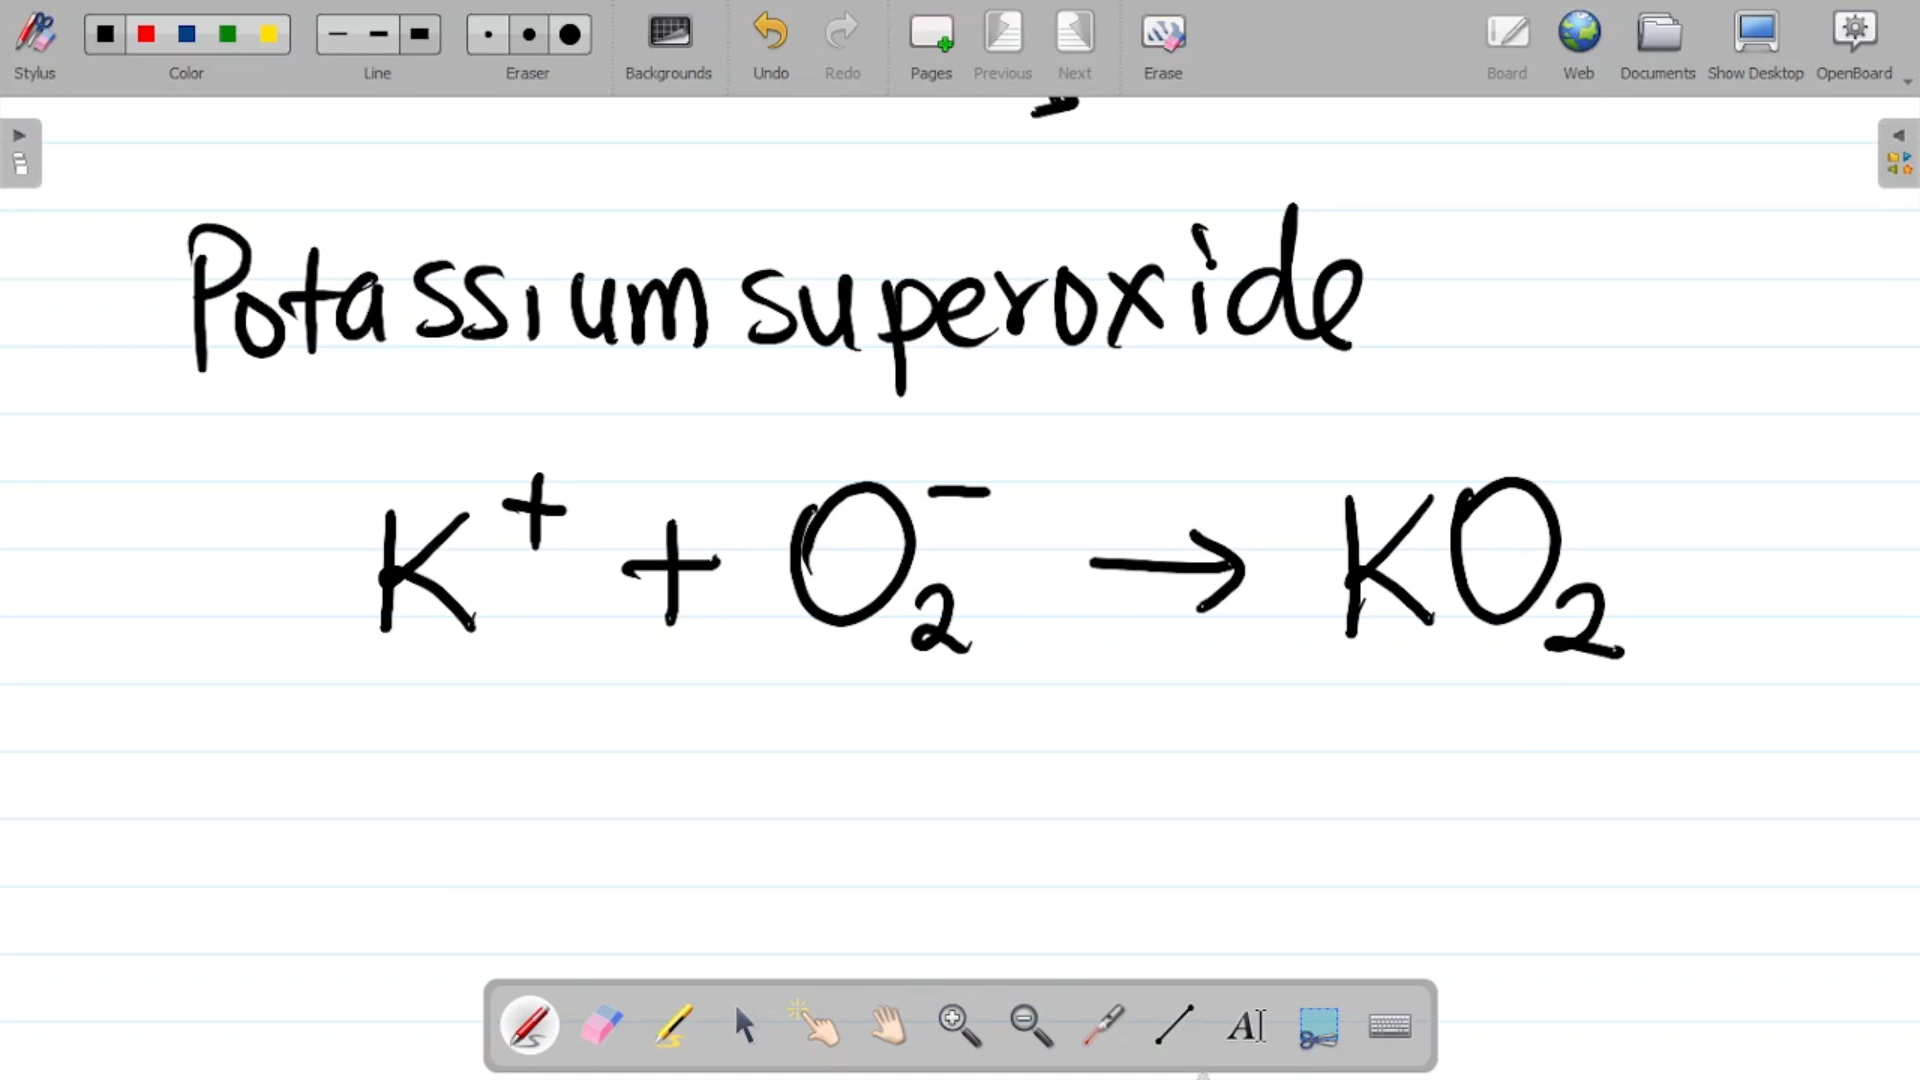 Stylus Color Line Eraser Backgrounds Undo Redo Pages Previous Next Erase Board Web Documents Show Desktop OpenBoard
Potassium superoxide
K⁺ + O₂⁻ → KO₂